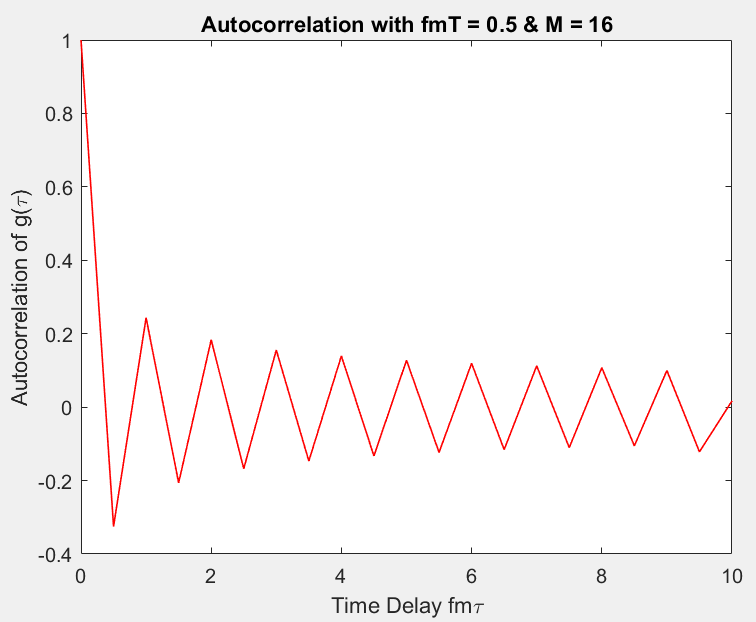 Autocorrelation with fmT = 0.5 & M = 16
1
0.8
0.6
0.4
0.2
0
-0.2
-0.4
Autocorrelation of g(τ)
0 2 4 6 8 10
Time Delay fmτ